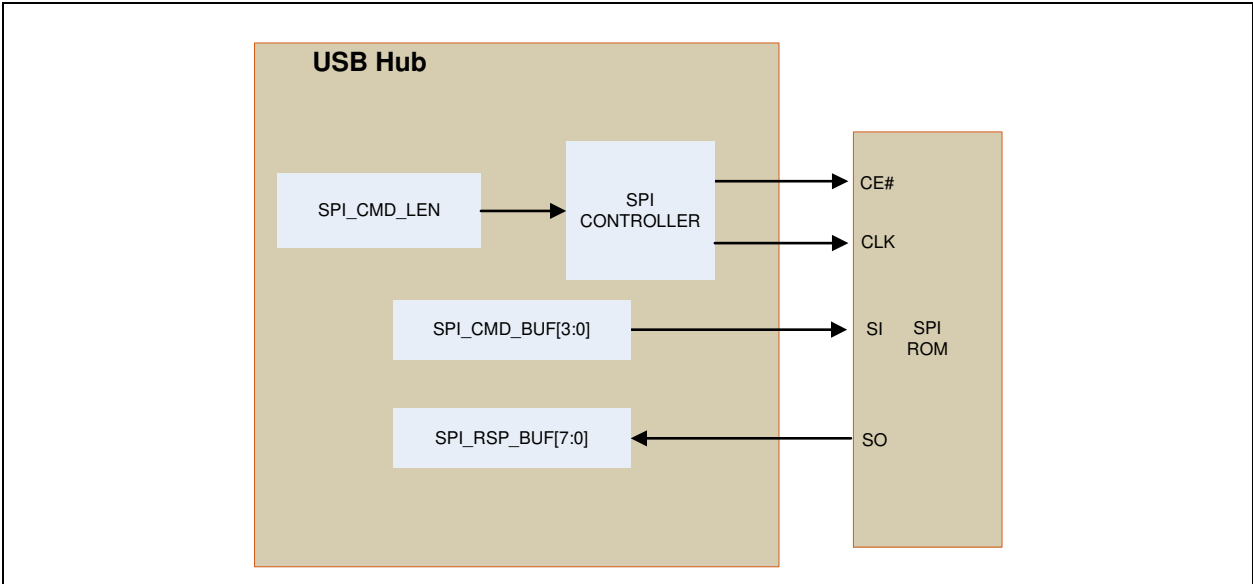 USB Hub
SPI_CMD_LEN
SPI
CONTROLLER
CE#
CLK
SPI_CMD_BUF[3:0]
SI
SPI
ROM
SPI_RSP_BUF[7:0]
SO